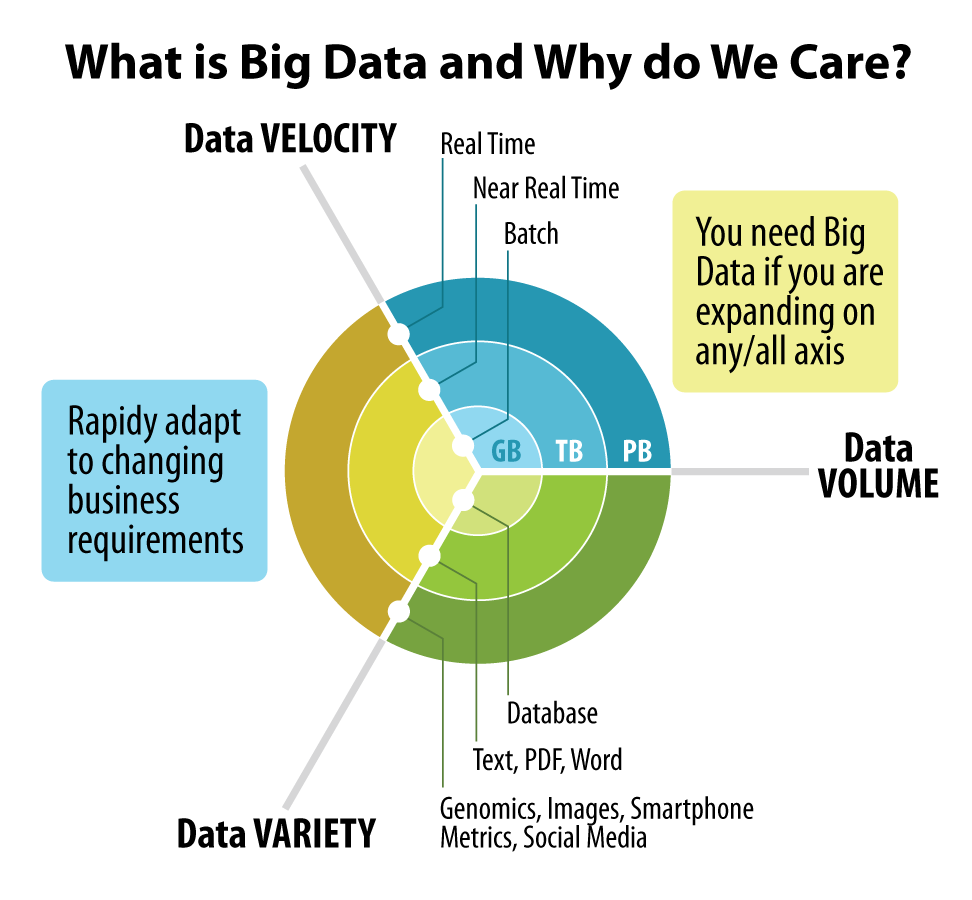 What is Big Data and Why do We Care?
Data VELOCITY
Real Time
Near Real Time
Batch
You need Big
Data if you are
expanding on
any/all axis
Rapidy adapt
to changing
business
requirements
GB TB PB
Data
VOLUME
Database
Text, PDF, Word
Genomics, Images, Smartphone
Metrics, Social Media
Data VARIETY